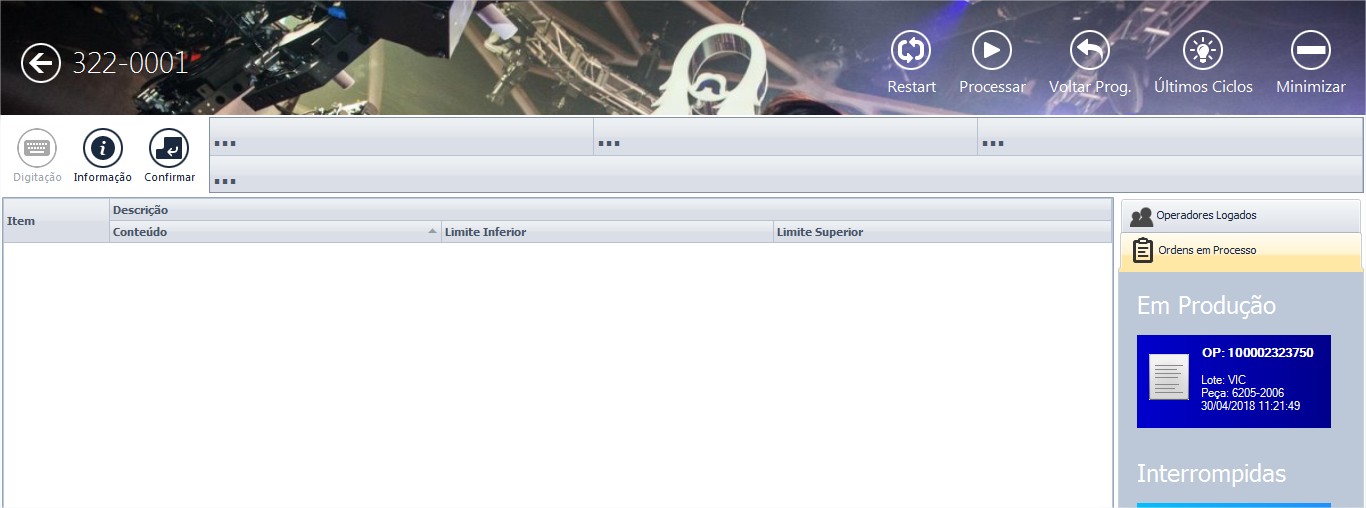 322-0001
Restart
Processar
Voltar Prog.
Últimos Ciclos
Minimizar
Digitação
Informação
Confirmar
...
...
...
...
Item
Descrição
Conteúdo
Limite Inferior
Limite Superior
Operadores Logados
Ordens em Processo
Em Produção
OP: 100002323750
Lote: VIC
Peça: 6205-2006
30/04/2018 11:21:49
Interrompidas